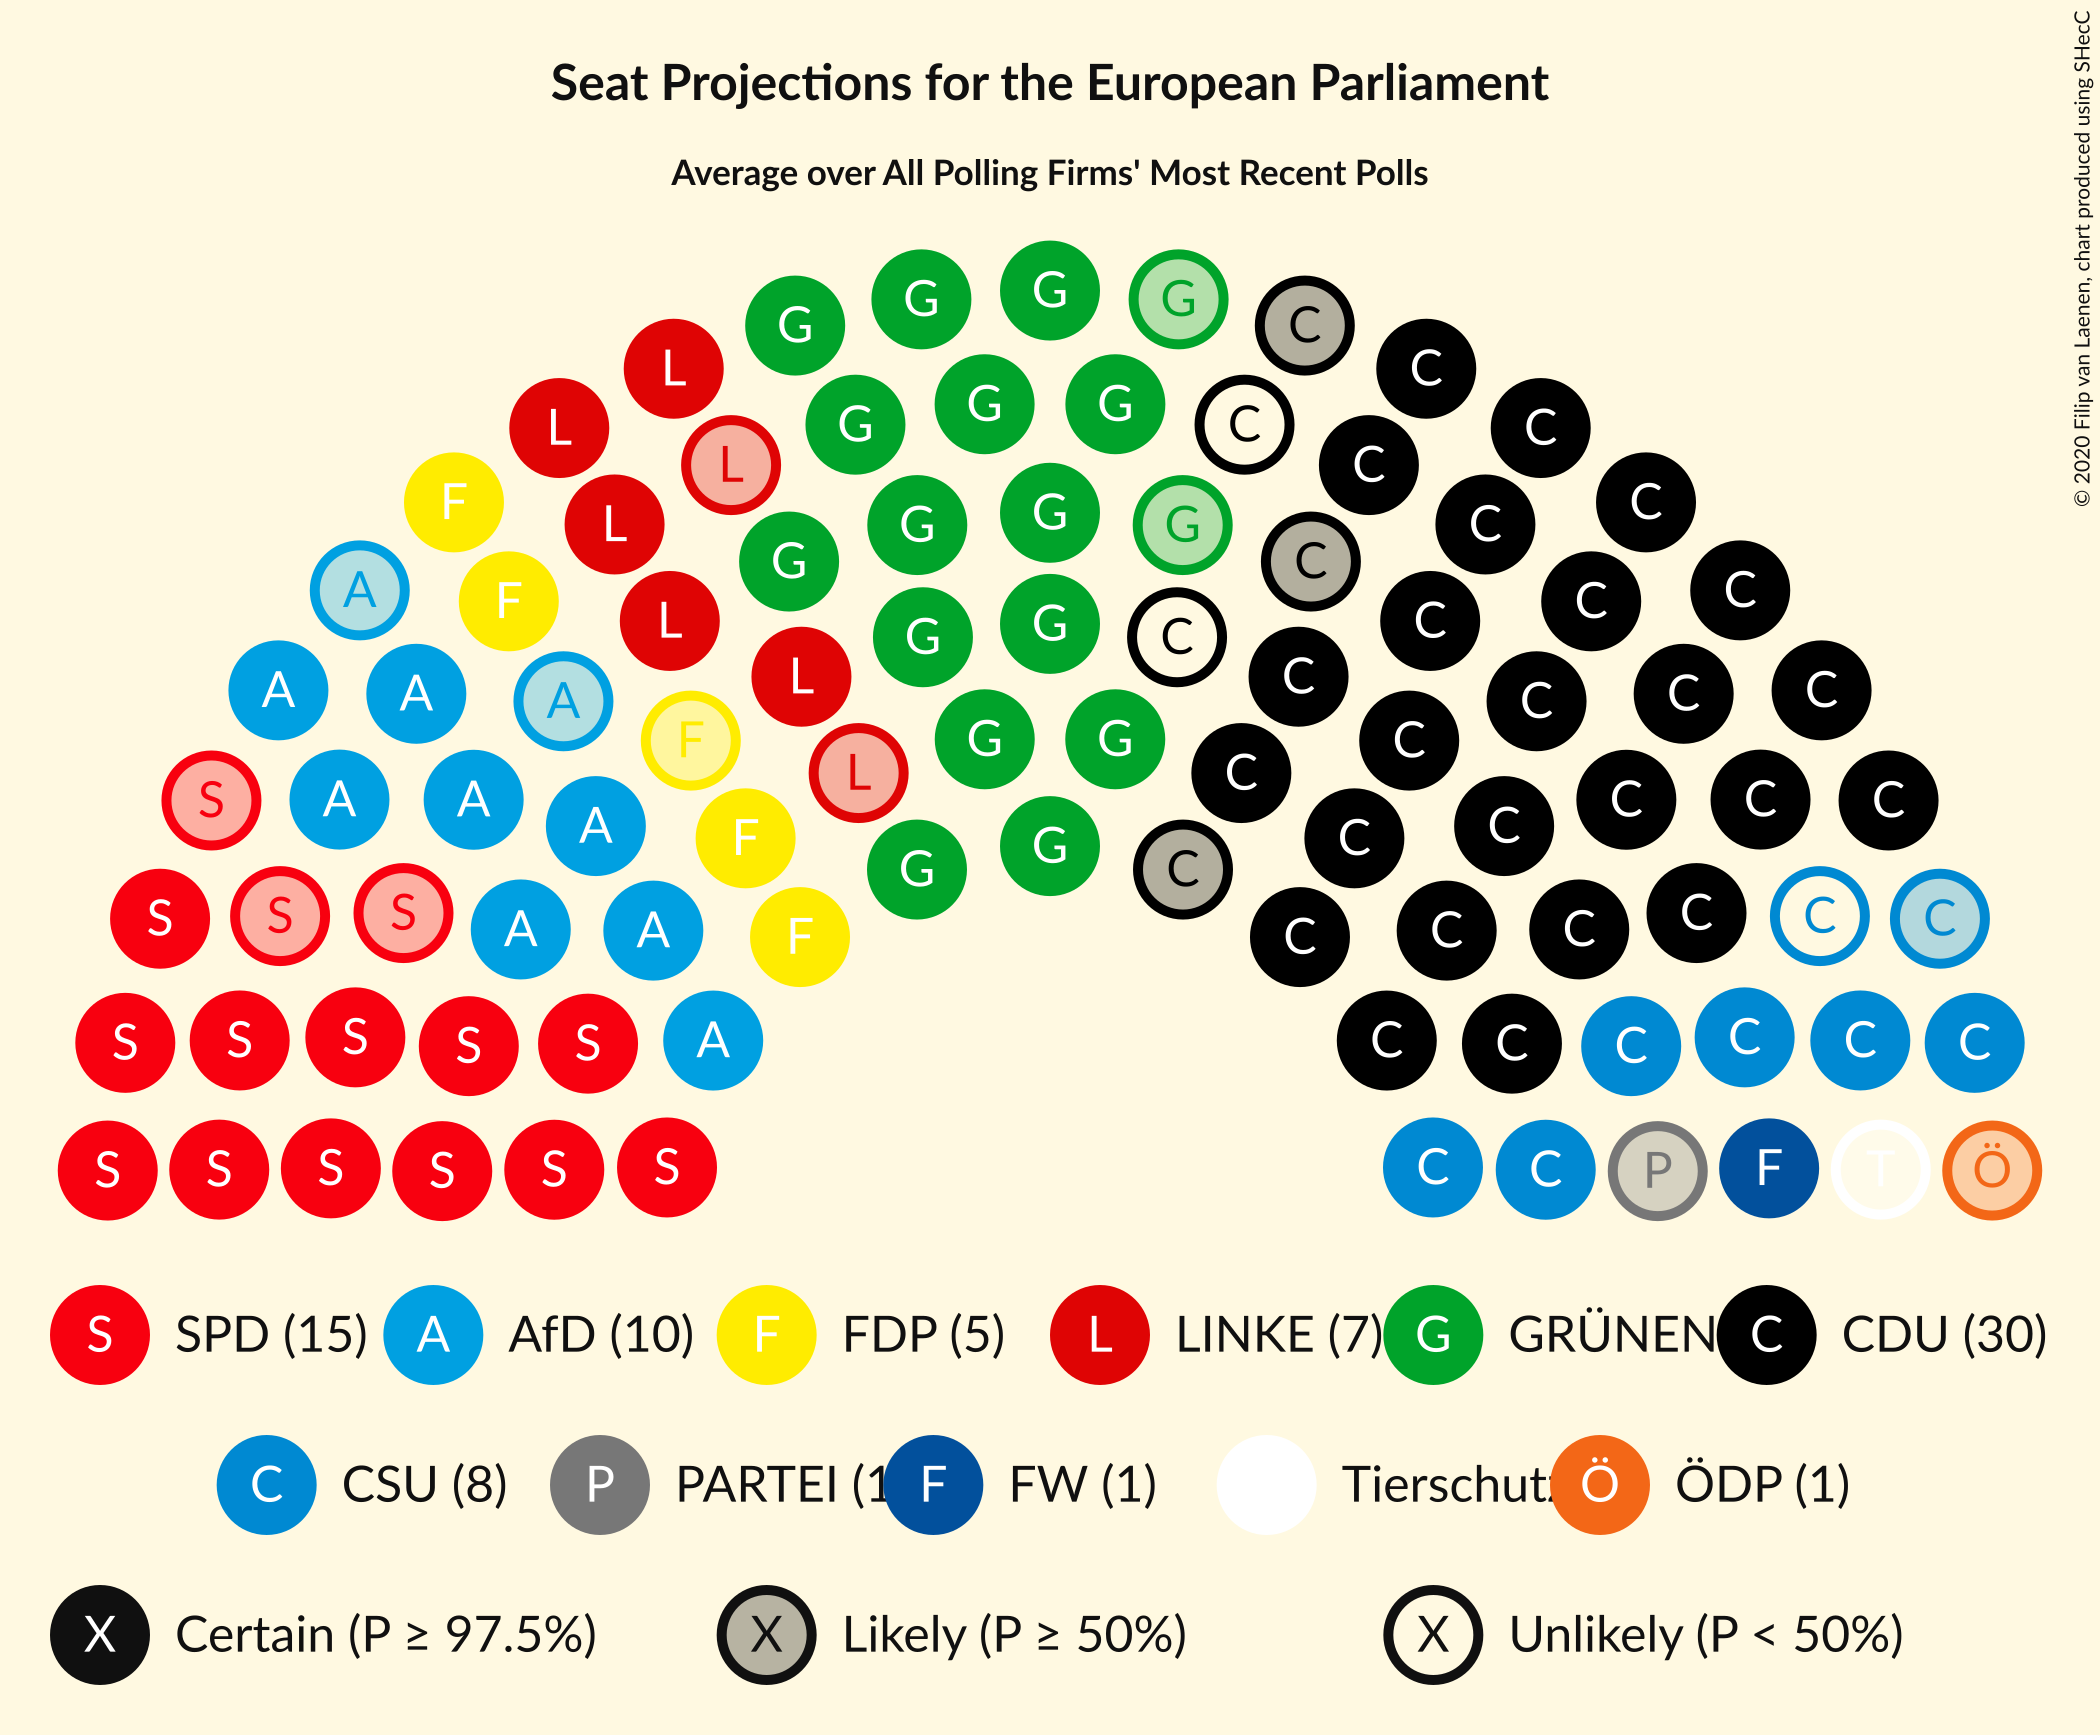 Seat Projections for the European Parliament
Average over All Polling Firms' Most Recent Polls
© 2020 Filip van Laenen, chart produced using SHecC
G G G G C
L G G G C C
L L G G G G C C C
F L G G C C C C
A F L L G G C C C C
A A A F L C C C C C C
S A A A F G G C C C C C C
S S S A A F C C C C C C
S S S S S A C C C C C C
S S S S S S C C P F T Ö
S SPD (15) A AfD (10) F FDP (5) L LINKE (7) G GRÜNEN C CDU (30)
C CSU (8) P PARTEI (1 F FW (1) Tierschutz Ö ÖDP (1)
X Certain (P ≥ 97.5%) X Likely (P ≥ 50%) X Unlikely (P < 50%)